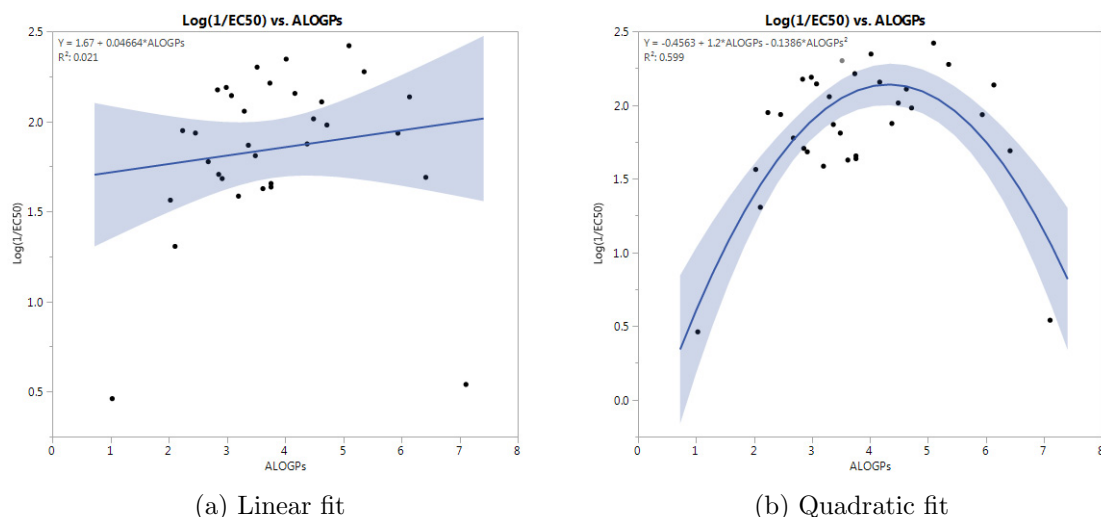 Log(1/EC50) vs. ALOGPs
Y = 1.67 + 0.04664*ALOGPs
R²: 0.021
2.5
2.0
1.5
1.0
0.5
Log(1/EC50)
0 1 2 3 4 5 6 7 8
ALOGPs
(a) Linear fit
Log(1/EC50) vs. ALOGPs
Y = -0.4563 + 1.2*ALOGPs - 0.1386*ALOGPs²
R²: 0.599
2.5
2.0
1.5
1.0
0.5
0.0
Log(1/EC50)
0 1 2 3 4 5 6 7 8
ALOGPs
(b) Quadratic fit